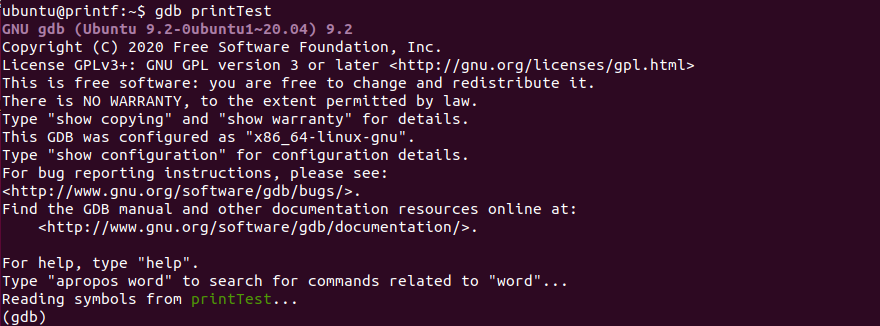 ubuntu@printf:~$ gdb printTest
GNU gdb (Ubuntu 9.2-0ubuntu1~20.04) 9.2
Copyright (C) 2020 Free Software Foundation, Inc.
License GPLv3+: GNU GPL version 3 or later <http://gnu.org/licenses/gpl.html>
This is free software: you are free to change and redistribute it.
There is NO WARRANTY, to the extent permitted by law.
Type "show copying" and "show warranty" for details.
This GDB was configured as "x86_64-linux-gnu".
Type "show configuration" for configuration details.
For bug reporting instructions, please see:
<http://www.gnu.org/software/gdb/bugs/>.
Find the GDB manual and other documentation resources online at:
    <http://www.gnu.org/software/gdb/documentation/>.

For help, type "help".
Type "apropos word" to search for commands related to "word"...
Reading symbols from printTest...
(gdb)